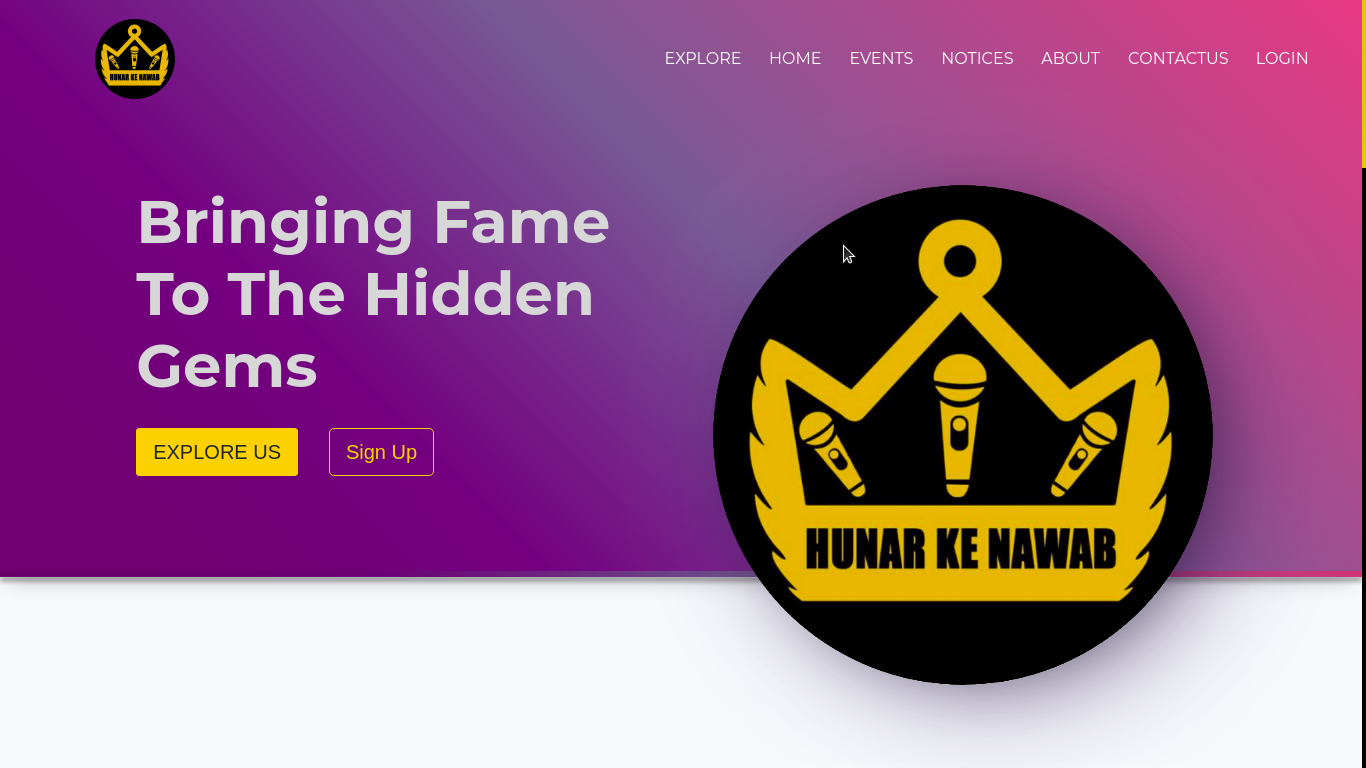 HUNAR KE NAWAB
EXPLORE HOME EVENTS NOTICES ABOUT CONTACTUS LOGIN
Bringing Fame
To The Hidden
Gems
EXPLORE US Sign Up
HUNAR KE NAWAB